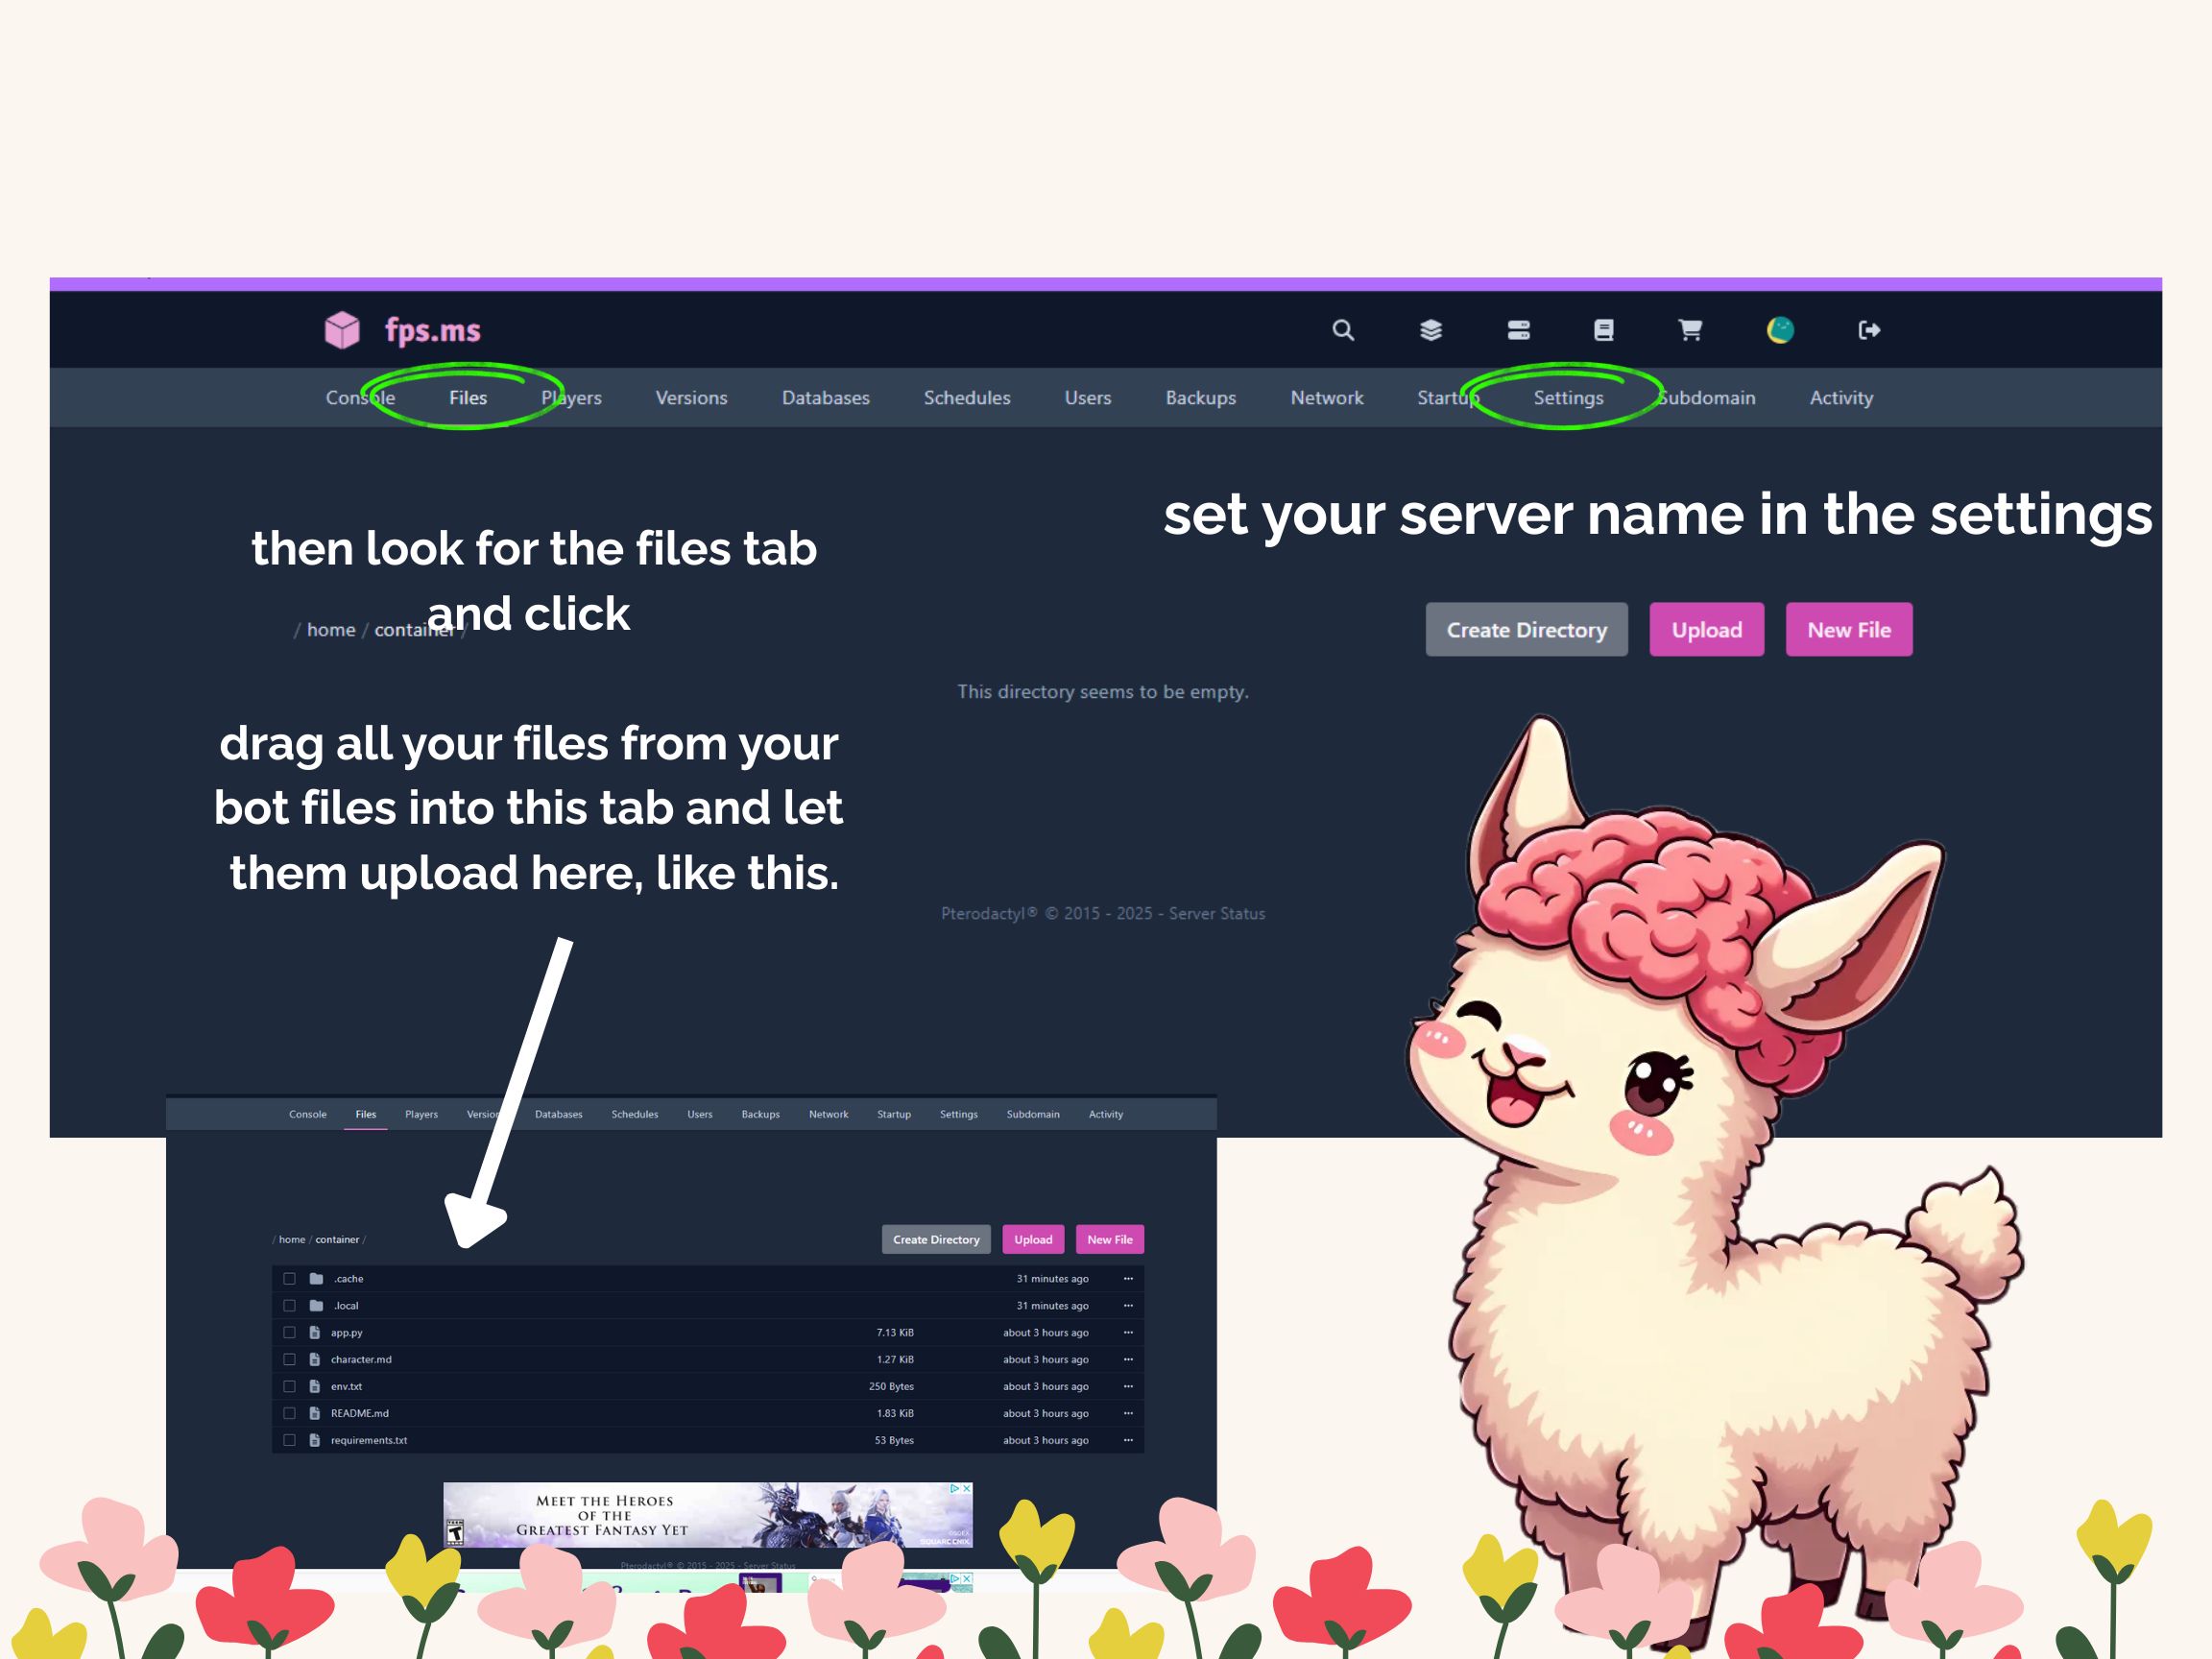 fps.ms
Console Files Players Versions Databases Schedules Users Backups Network Startup Settings Subdomain Activity
set your server name in the settings
then look for the files tab
and click
/ home / container /
Create Directory Upload New File
This directory seems to be empty.
drag all your files from your
bot files into this tab and let
them upload here, like this.
Pterodactyl® © 2015 - 2025 - Server Status
Console Files Players Databases Schedules Users Backups Network Startup Settings Subdomain Activity
/ home / container /
Create Directory Upload New File
.cache 31 minutes ago
.local 31 minutes ago
app.py 7.13 KiB about 3 hours ago
character.md 1.27 KiB about 3 hours ago
env.txt 250 Bytes about 3 hours ago
README.md 1.83 KiB about 3 hours ago
requirements.txt 53 Bytes about 3 hours ago
MEET THE HEROES
OF THE
GREATEST FANTASY YET
T
SQUARE ENIX
Pterodactyl® © 2015 - 2025 - Server Status